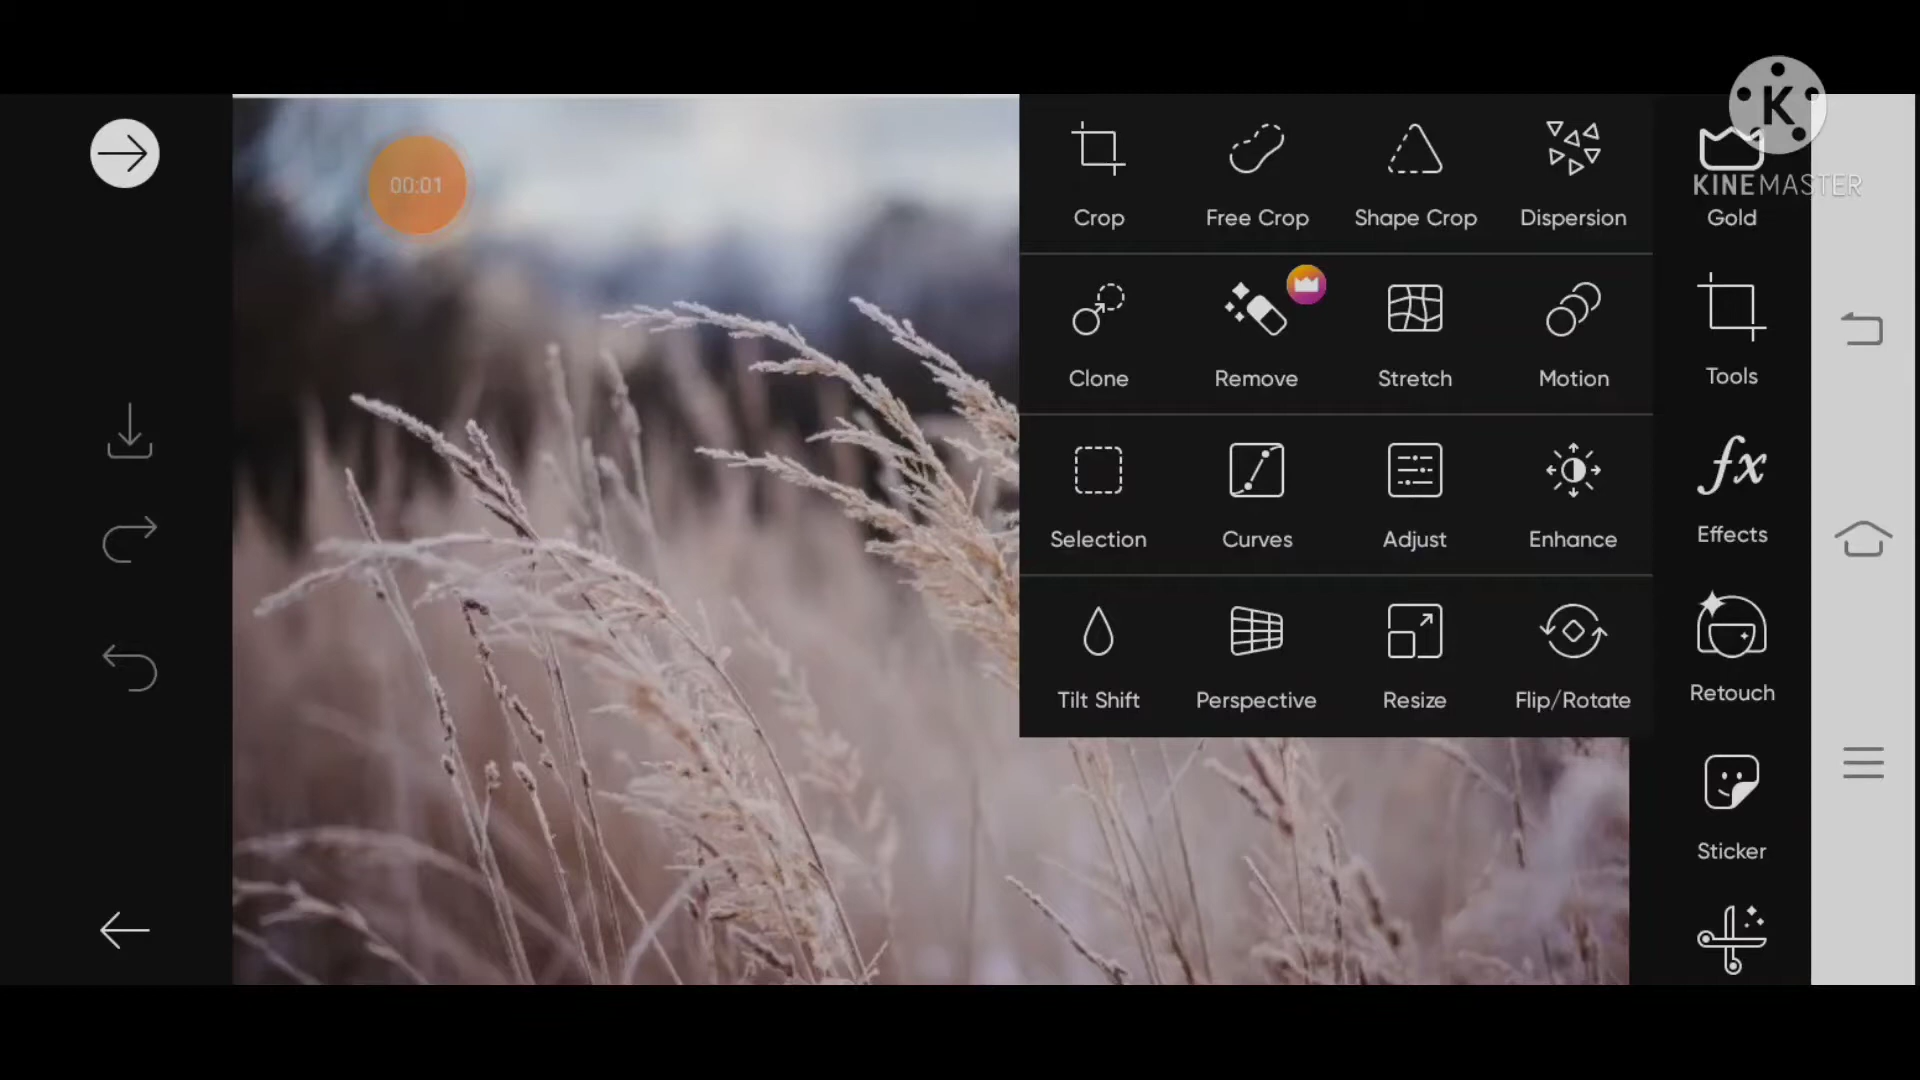 00:01
KINEMASTER
Crop Free Crop Shape Crop Dispersion Gold
Clone Remove Stretch Motion Tools
Selection Curves Adjust Enhance Effects
Tilt Shift Perspective Resize Flip/Rotate Retouch
Sticker